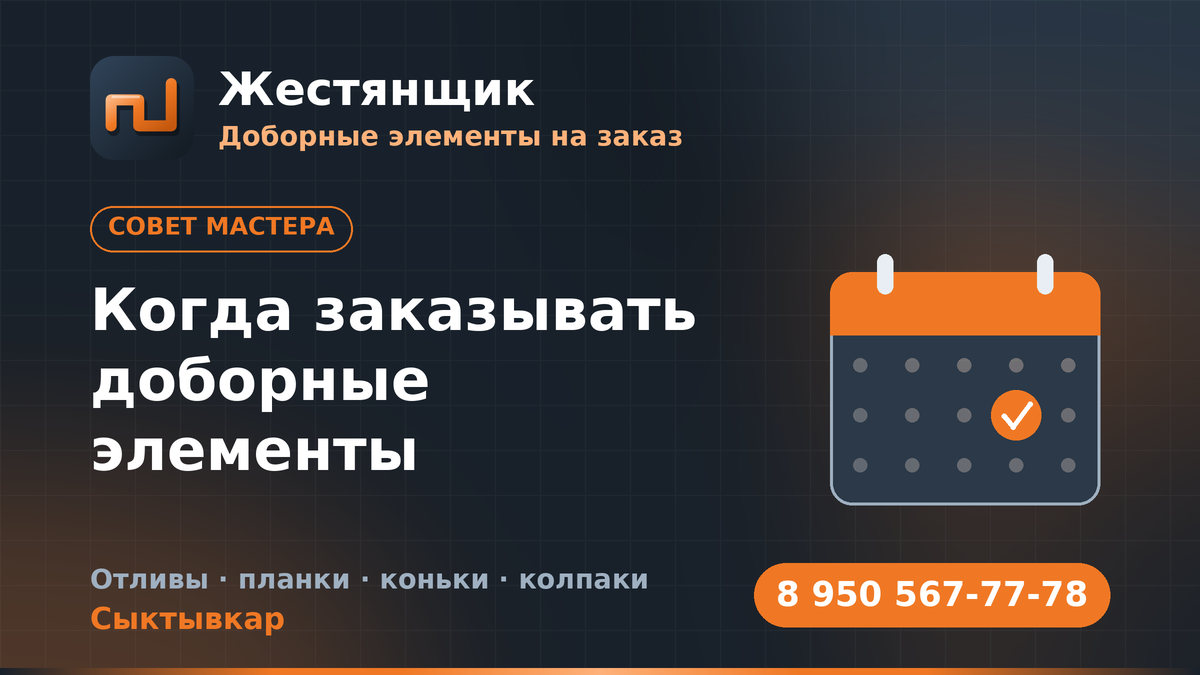 Жестянщик
Доборные элементы на заказ
СОВЕТ МАСТЕРА
Когда заказывать
доборные
элементы
Отливы · планки · коньки · колпаки
Сыктывкар
8 950 567-77-78